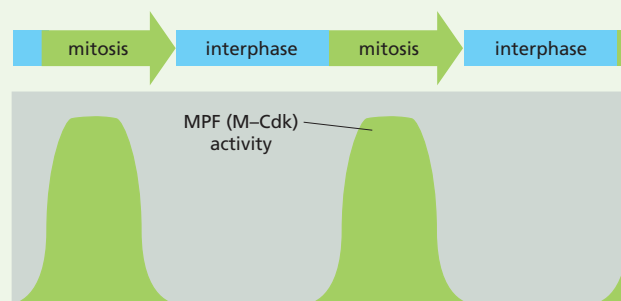 mitosis interphase mitosis interphase
MPF (M–Cdk)
activity